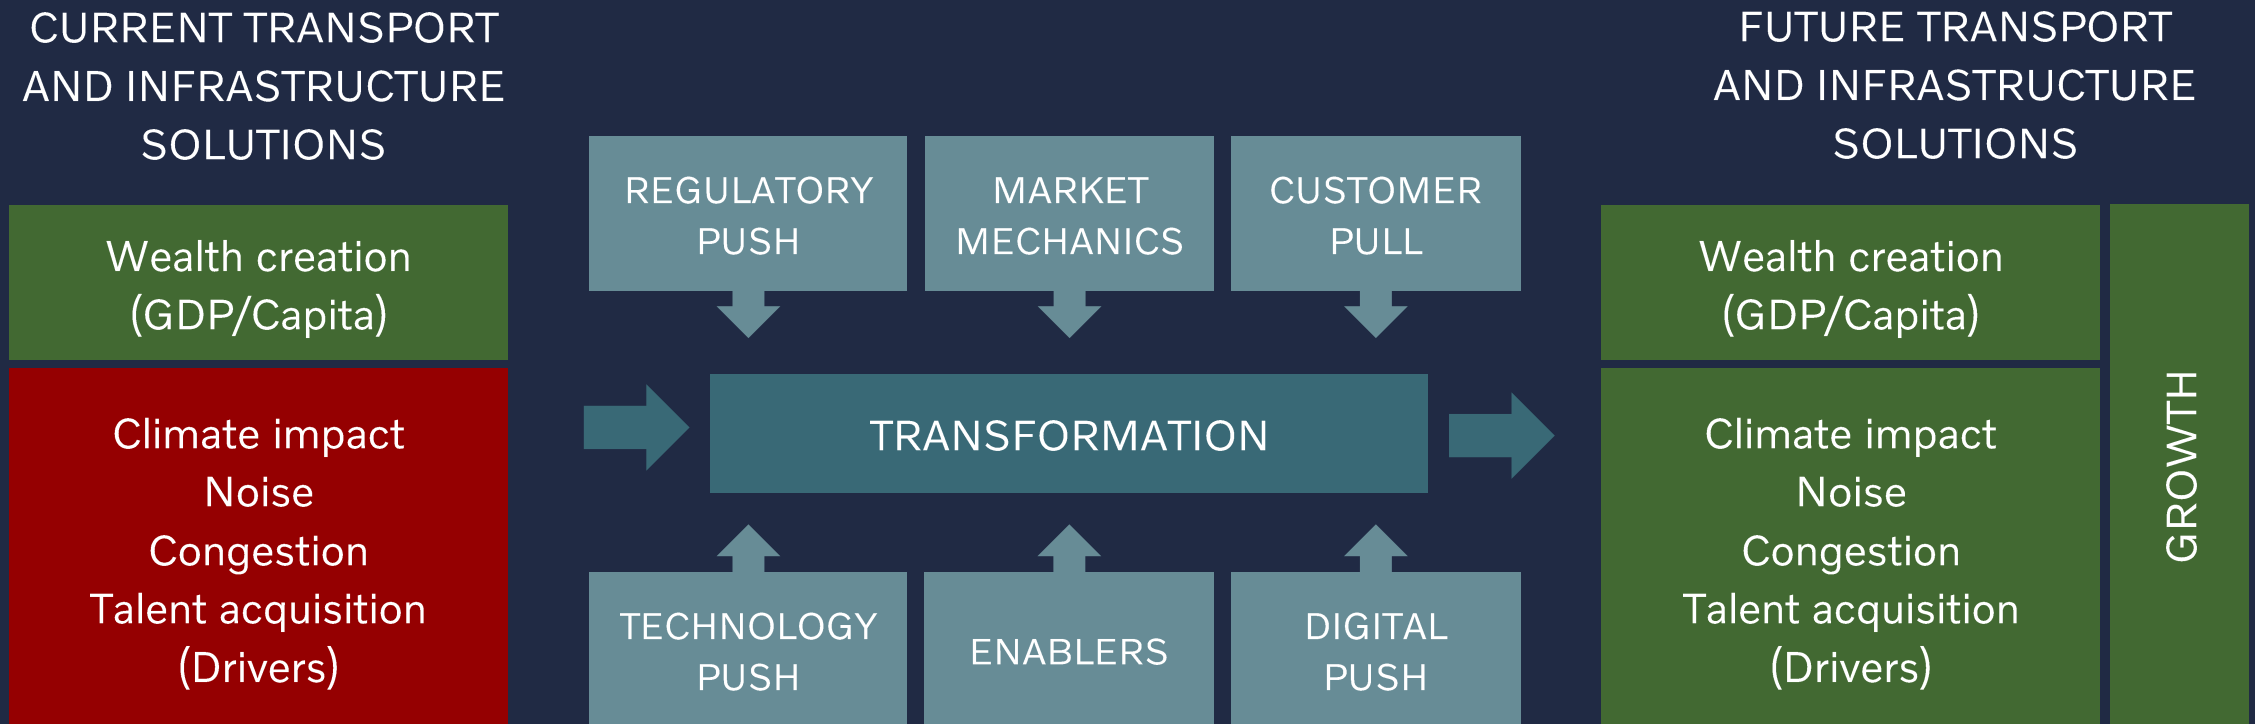 CURRENT TRANSPORT
AND INFRASTRUCTURE
SOLUTIONS
Wealth creation
(GDP/Capita)
Climate impact
Noise
Congestion
Talent acquisition
(Drivers)
REGULATORY
PUSH
MARKET
MECHANICS
CUSTOMER
PULL
TRANSFORMATION
TECHNOLOGY
PUSH
ENABLERS
DIGITAL
PUSH
FUTURE TRANSPORT
AND INFRASTRUCTURE
SOLUTIONS
Wealth creation
(GDP/Capita)
Climate impact
Noise
Congestion
Talent acquisition
(Drivers)
GROWTH